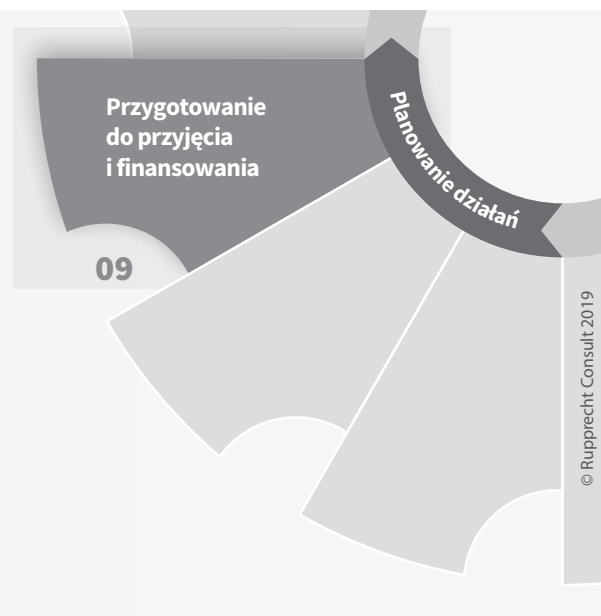 Przygotowanie
do przyjęcia
i finansowania
09
Planowanie działań
© Rupprecht Consult 2019